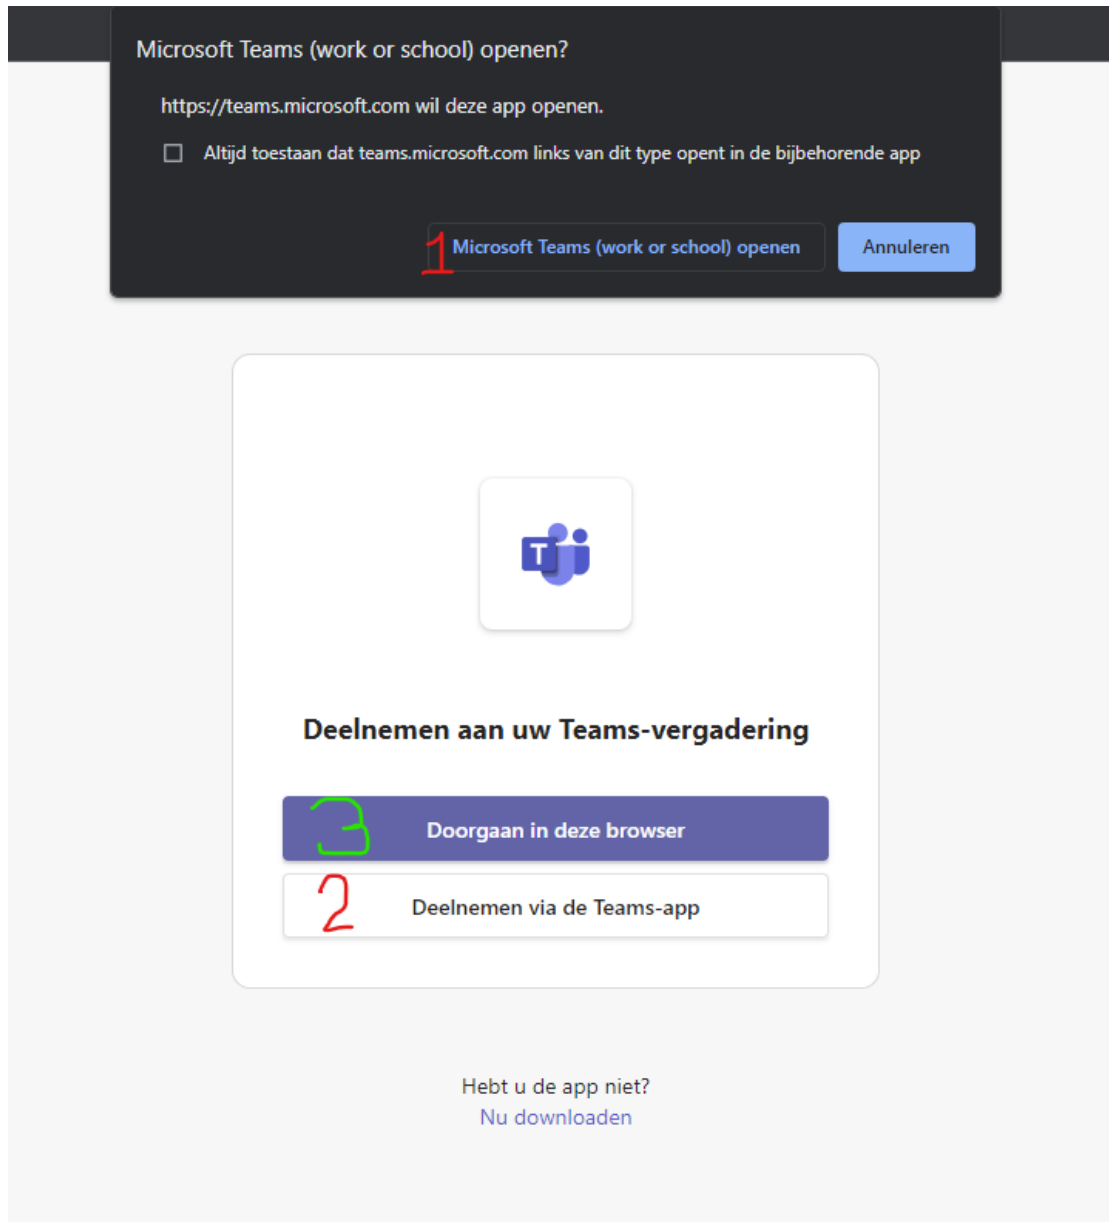 Microsoft Teams (work or school) openen?
https://teams.microsoft.com wil deze app openen.
Altijd toestaan dat teams.microsoft.com links van dit type opent in de bijbehorende app
1 Microsoft Teams (work or school) openen
Annuleren
T
Deelnemen aan uw Teams-vergadering
3 Doorgaan in deze browser
2 Deelnemen via de Teams-app
Hebt u de app niet?
Nu downloaden